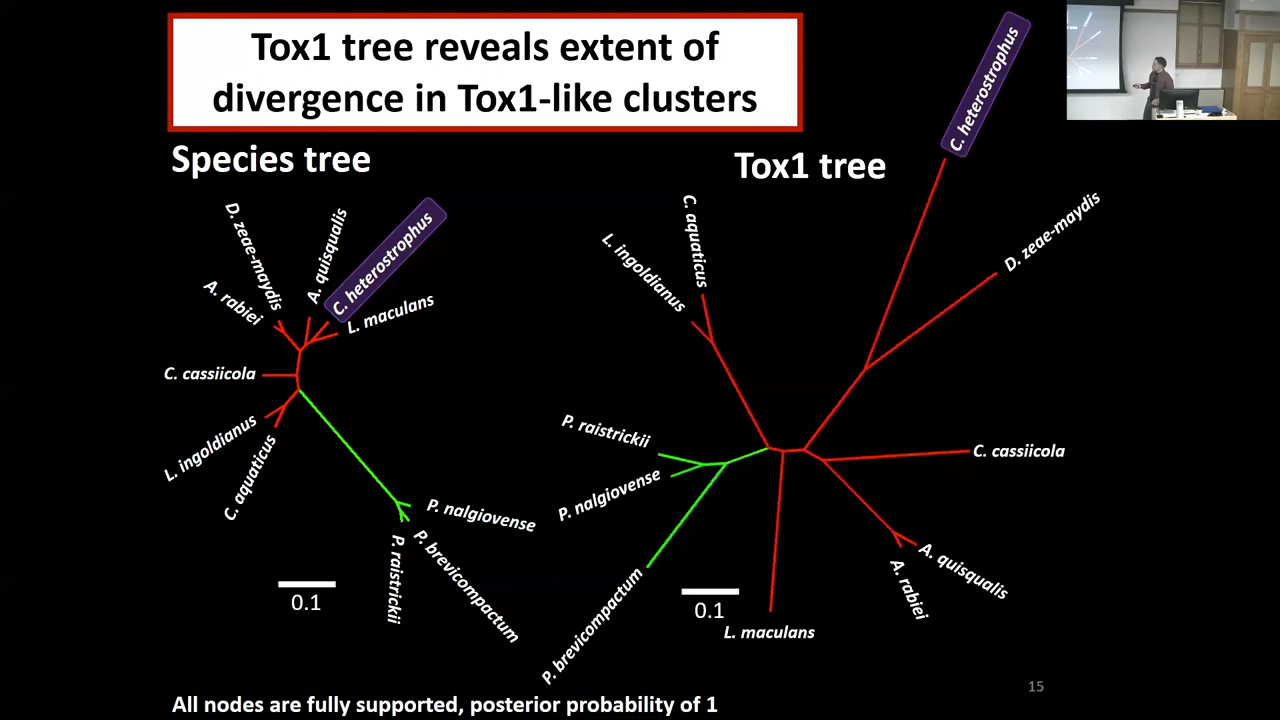 Tox1 tree reveals extent of
divergence in Tox1-like clusters
Species tree
D. zeae-maydis
A. quisqualis
C. heterostrophus
A. rabiei
L. maculans
C. cassiicola
L. ingoldianus
C. aquaticus
P. nalgiovense
P. brevicompactum
P. raistrickii
0.1
Tox1 tree
C. heterostrophus
C. aquaticus
L. ingoldianus
D. zeae-maydis
P. raistrickii
P. nalgiovense
C. cassiicola
P. brevicompactum
A. quisqualis
A. rabiei
L. maculans
0.1
15
All nodes are fully supported, posterior probability of 1